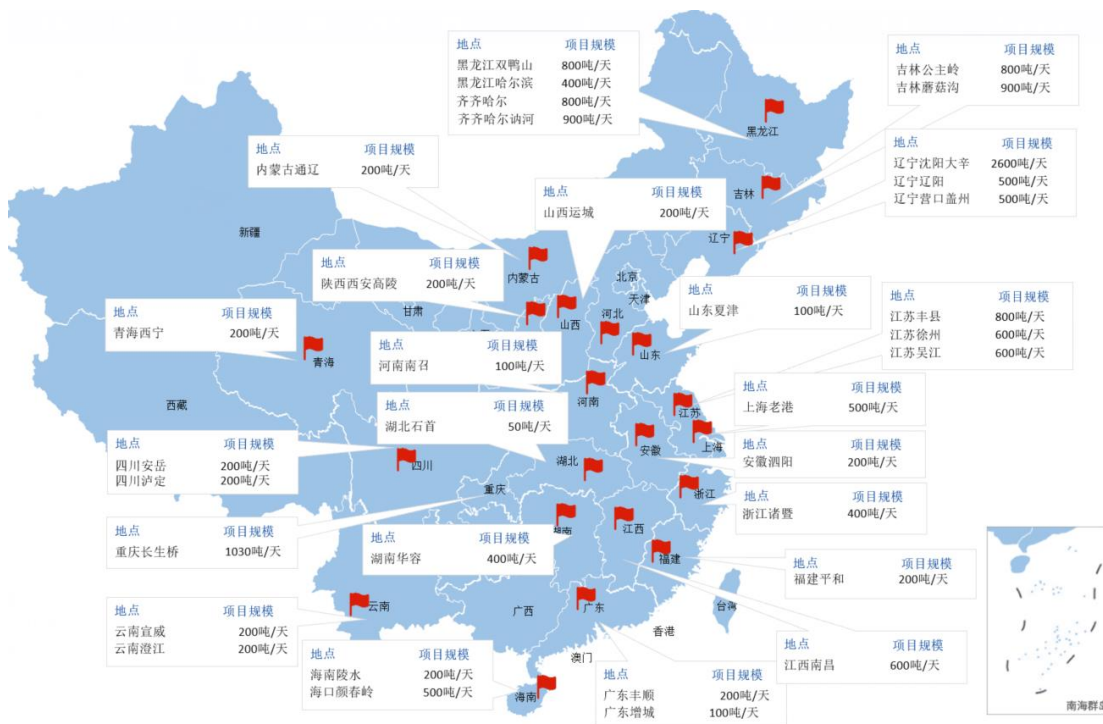 地点 项目规模
黑龙江双鸭山 800吨/天
黑龙江哈尔滨 400吨/天
齐齐哈尔 800吨/天
齐齐哈尔讷河 900吨/天
地点 项目规模
吉林公主岭 800吨/天
吉林蘑菇沟 900吨/天
黑龙江
地点 项目规模
内蒙古通辽 200吨/天
地点 项目规模
辽宁沈阳大辛 2600吨/天
辽宁辽阳 500吨/天
辽宁营口盖州 500吨/天
地点 项目规模
山西运城 200吨/天
吉林
新疆
辽宁
地点 项目规模
陕西西安高陵 200吨/天
内蒙古
北京
天津
甘肃
河北
山西
山东
地点 项目规模
山东夏津 100吨/天
地点 项目规模
江苏丰县 800吨/天
江苏徐州 600吨/天
江苏吴江 600吨/天
地点 项目规模
青海西宁 200吨/天
青海
地点 项目规模
河南南召 100吨/天
河南
西藏
地点 项目规模
湖北石首 50吨/天
江苏
地点 项目规模
上海老港 500吨/天
安徽
上海
地点 项目规模
四川安岳 200吨/天
四川泸定 200吨/天
四川
湖北
地点 项目规模
安徽泗阳 200吨/天
重庆
浙江
地点 项目规模
浙江诸暨 400吨/天
地点 项目规模
重庆长生桥 1030吨/天
湖南
江西
地点 项目规模
湖南华容 400吨/天
福建
地点 项目规模
福建平和 200吨/天
地点 项目规模
云南宣威 200吨/天
云南澄江 200吨/天
云南
广西
广东
台湾
香港
澳门
地点 项目规模
江西南昌 600吨/天
地点 项目规模
海南陵水 200吨/天
海口颜春岭 500吨/天
海南
地点 项目规模
广东丰顺 200吨/天
广东增城 100吨/天
南海群岛